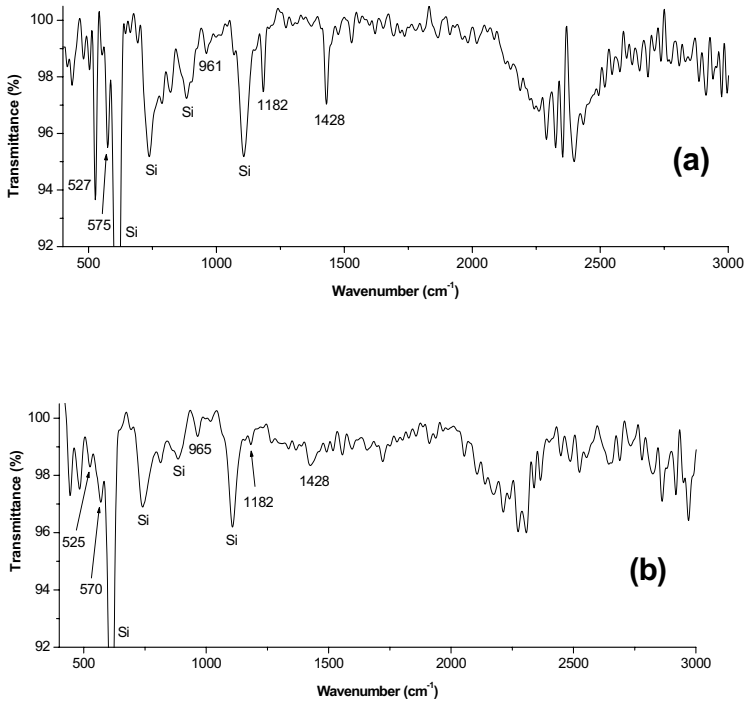 100
98
96
94
92
Transmittance (%)
961
Si
1182
1428
Si
Si
527
575
Si
(a)
500
1000
1500
2000
2500
3000
Wavenumber (cm⁻¹)
100
98
96
94
92
Transmittance (%)
965
Si
1182
1428
Si
Si
525
570
Si
(b)
500
1000
1500
2000
2500
3000
Wavenumber (cm⁻¹)